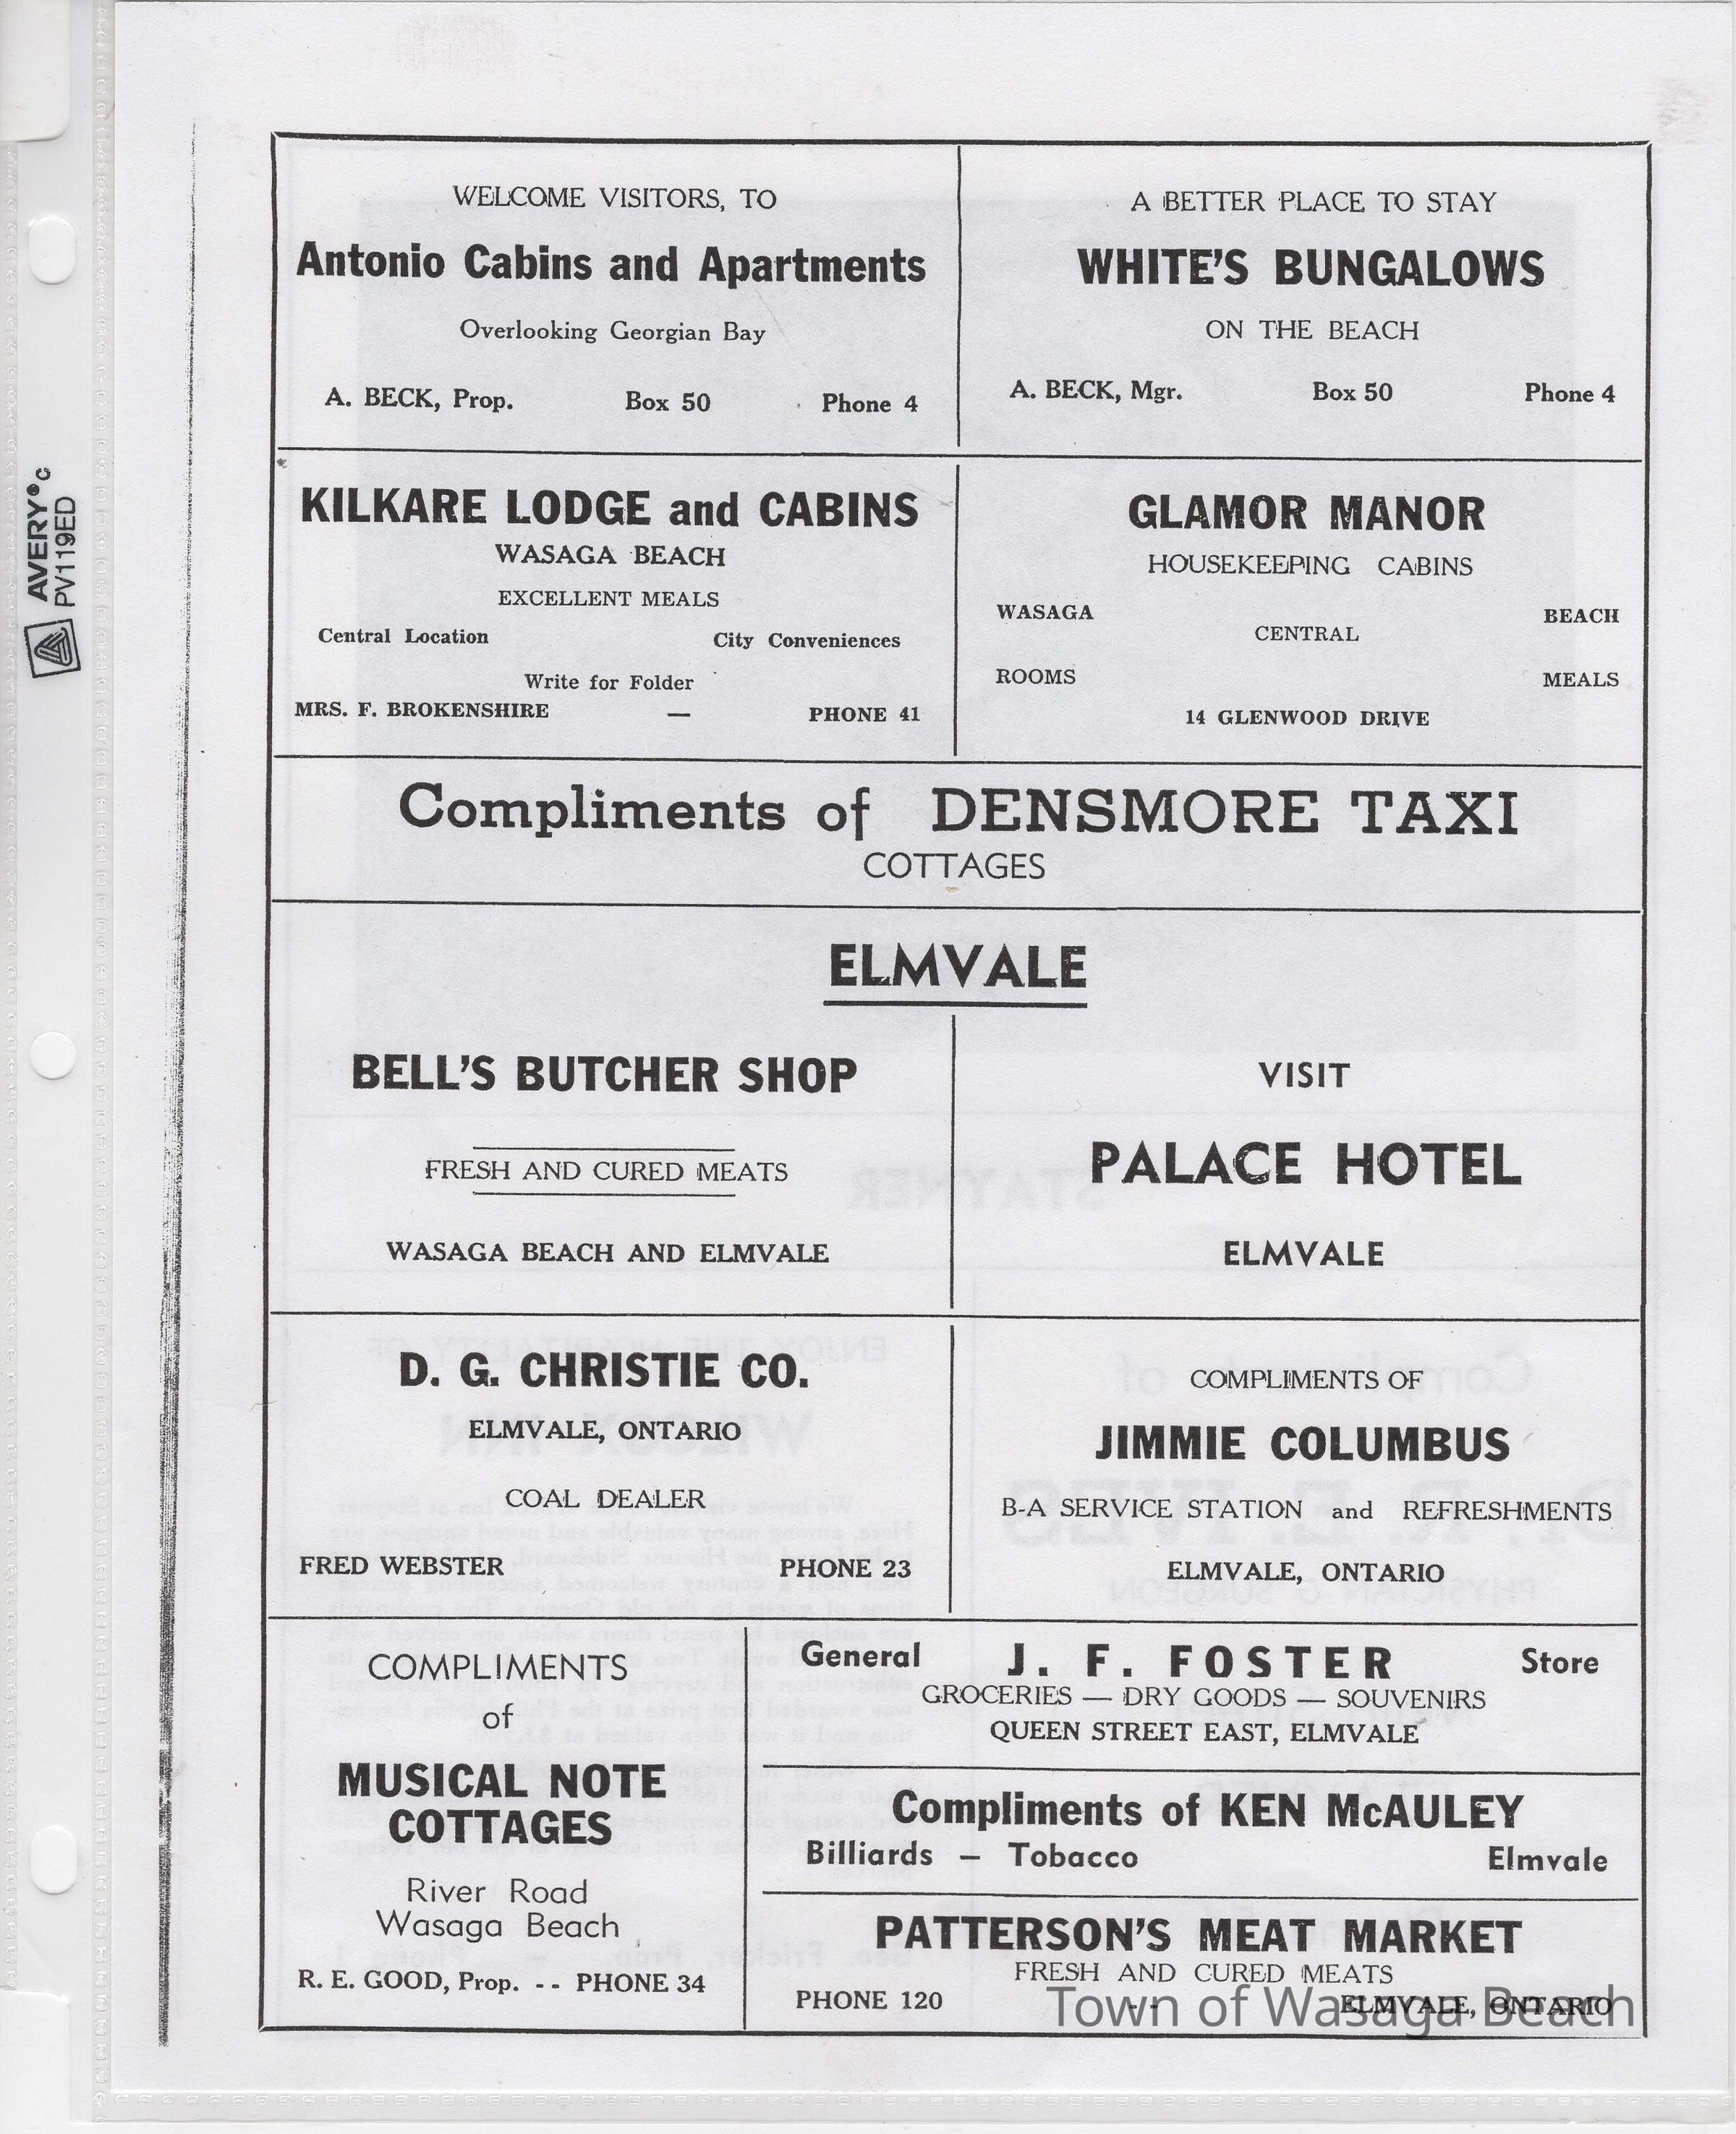 AVERY®c
PV119ED
WELCOME VISITORS, TO
Antonio Cabins and Apartments
Overlooking Georgian Bay
A. BECK, Prop. Box 50 Phone 4
A BETTER PLACE TO STAY
WHITE'S BUNGALOWS
ON THE BEACH
A. BECK, Mgr. Box 50 Phone 4
KILKARE LODGE and CABINS
WASAGA BEACH
EXCELLENT MEALS
Central Location City Conveniences
Write for Folder
MRS. F. BROKENSHIRE — PHONE 41
GLAMOR MANOR
HOUSEKEEPING CABINS
WASAGA BEACH
CENTRAL
ROOMS MEALS
14 GLENWOOD DRIVE
Compliments of DENSMORE TAXI
COTTAGES
ELMVALE
BELL'S BUTCHER SHOP
FRESH AND CURED MEATS
WASAGA BEACH AND ELMVALE
VISIT
PALACE HOTEL
ELMVALE
D. G. CHRISTIE CO.
ELMVALE, ONTARIO
COAL DEALER
FRED WEBSTER PHONE 23
COMPLIMENTS OF
JIMMIE COLUMBUS
B-A SERVICE STATION and REFRESHMENTS
ELMVALE, ONTARIO
COMPLIMENTS
of
MUSICAL NOTE
COTTAGES
River Road
Wasaga Beach
R. E. GOOD, Prop. -- PHONE 34
General J. F. FOSTER Store
GROCERIES — DRY GOODS — SOUVENIRS
QUEEN STREET EAST, ELMVALE
Compliments of KEN McAULEY
Billiards — Tobacco Elmvale
PATTERSON'S MEAT MARKET
FRESH AND CURED MEATS
PHONE 120 -- ELMVALE, ONTARIO
Town of Wasaga Beach